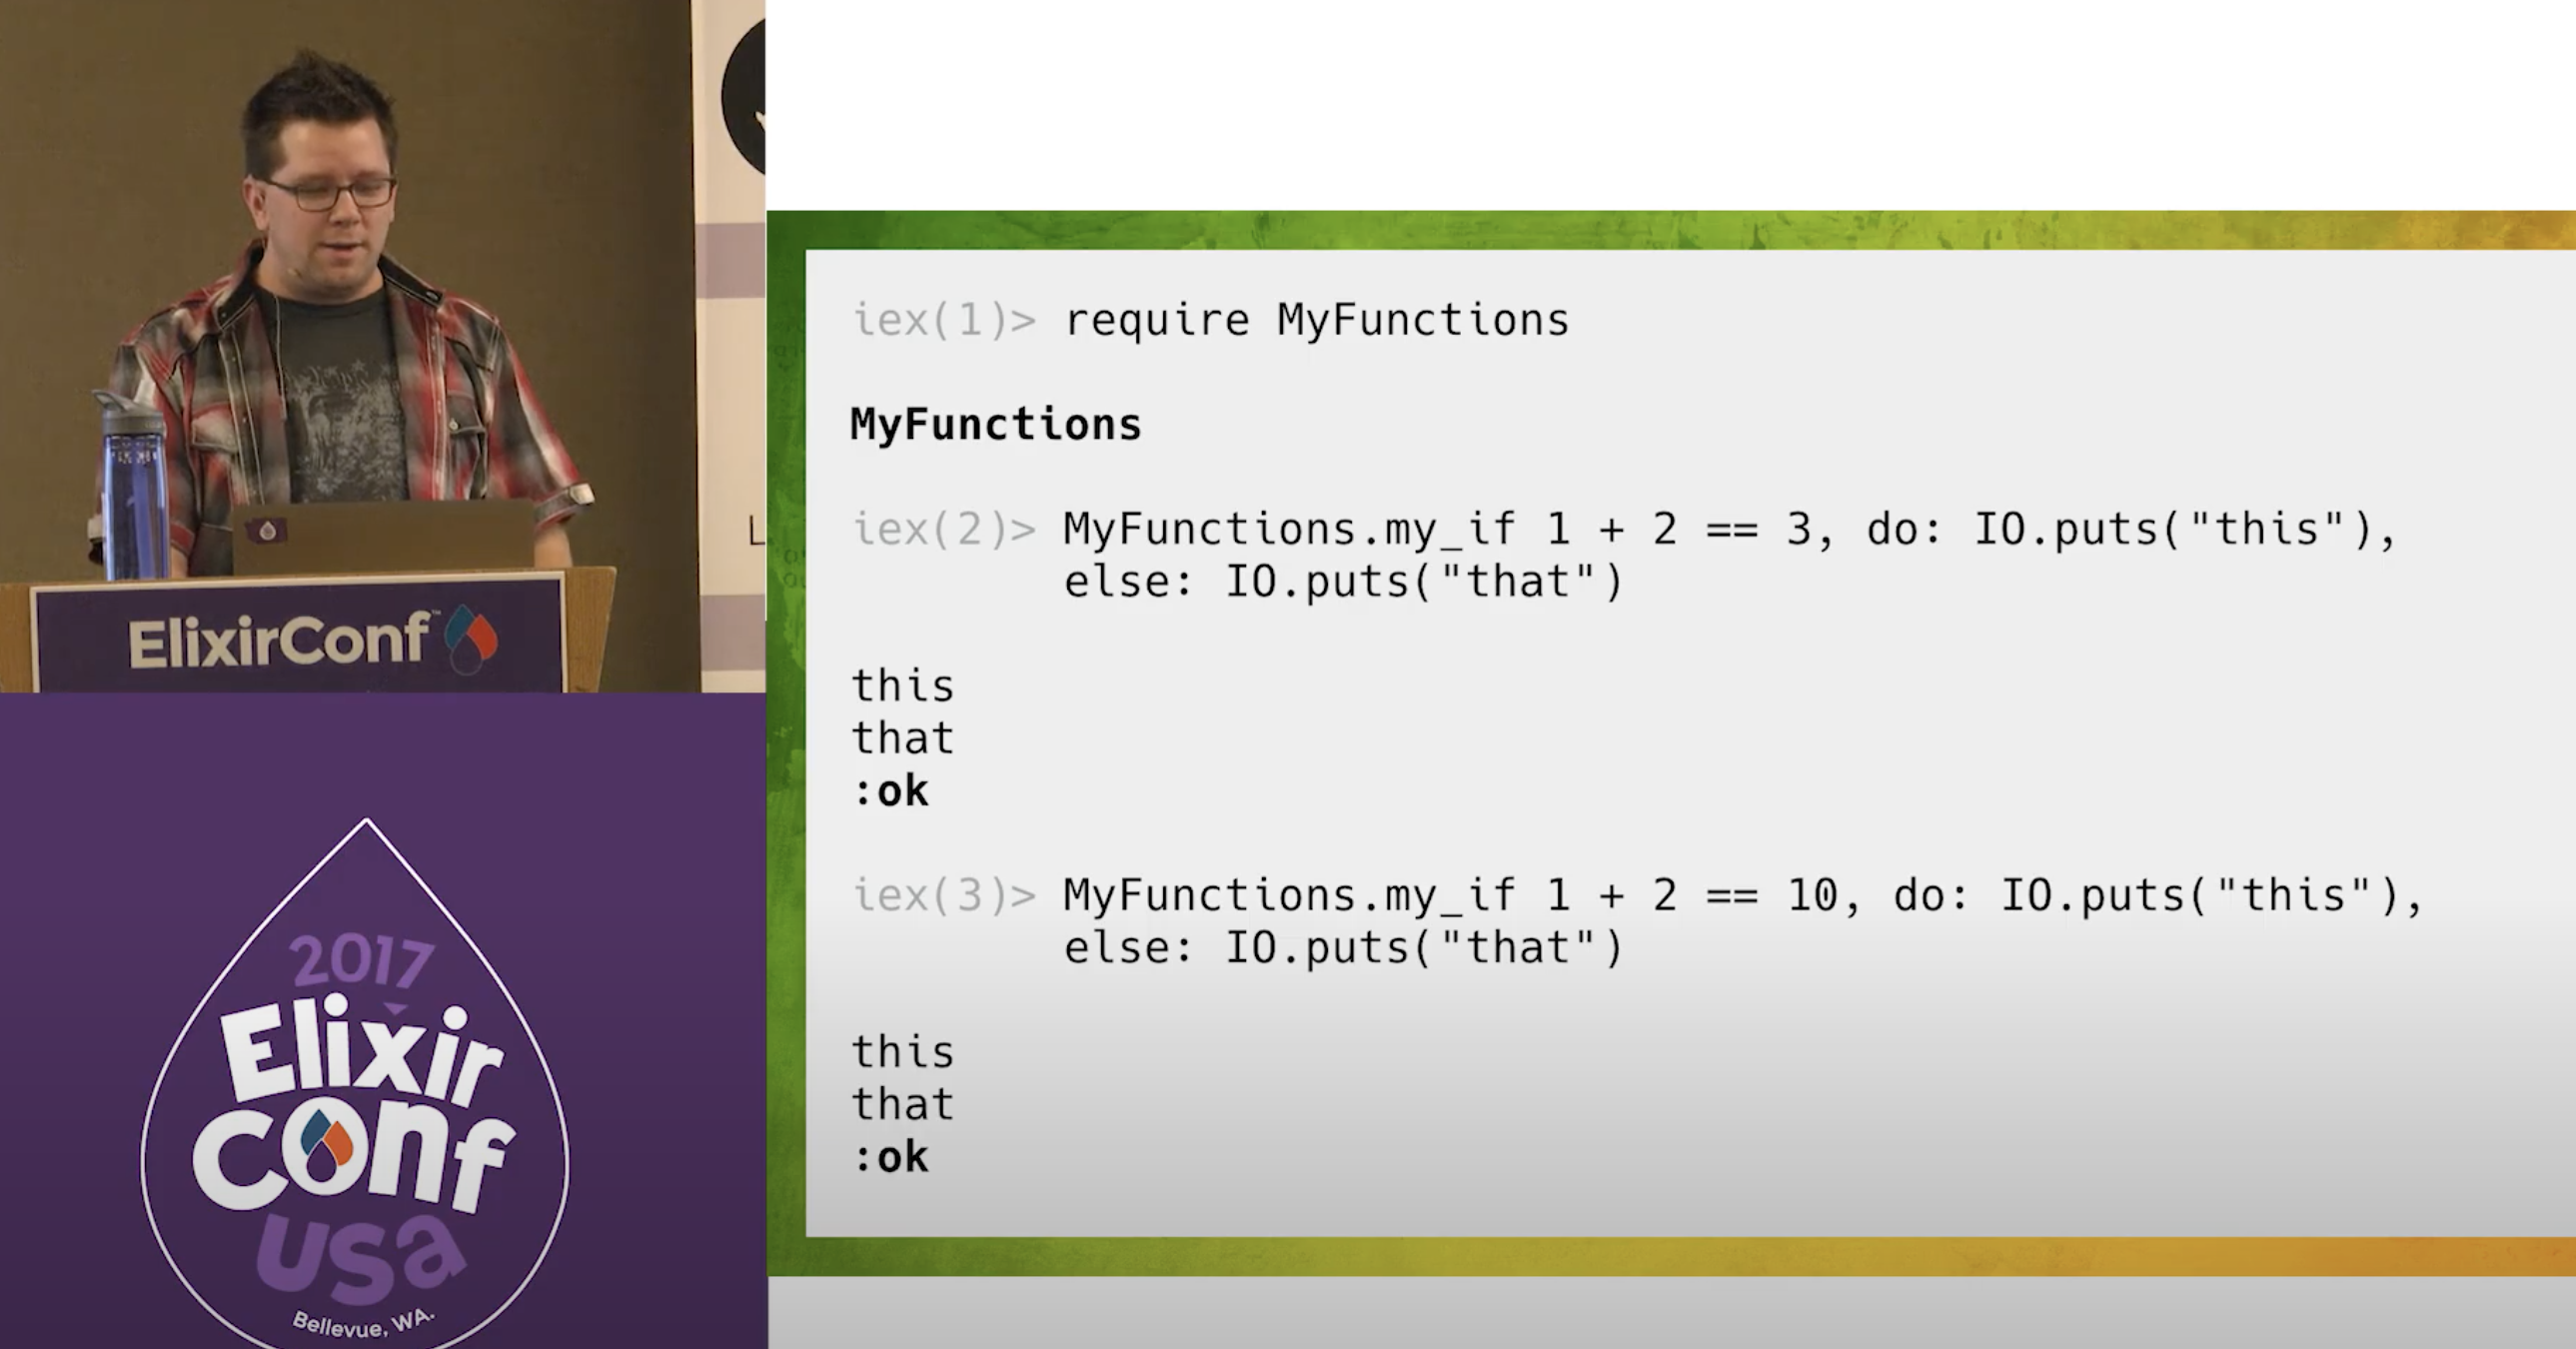 ElixirConf™
2017
Elixir
Conf
USA
Bellevue, WA.
iex(1)> require MyFunctions
MyFunctions
iex(2)> MyFunctions.my_if 1 + 2 == 3, do: IO.puts("this"),
else: IO.puts("that")
this
that
:ok
iex(3)> MyFunctions.my_if 1 + 2 == 10, do: IO.puts("this"),
else: IO.puts("that")
this
that
:ok